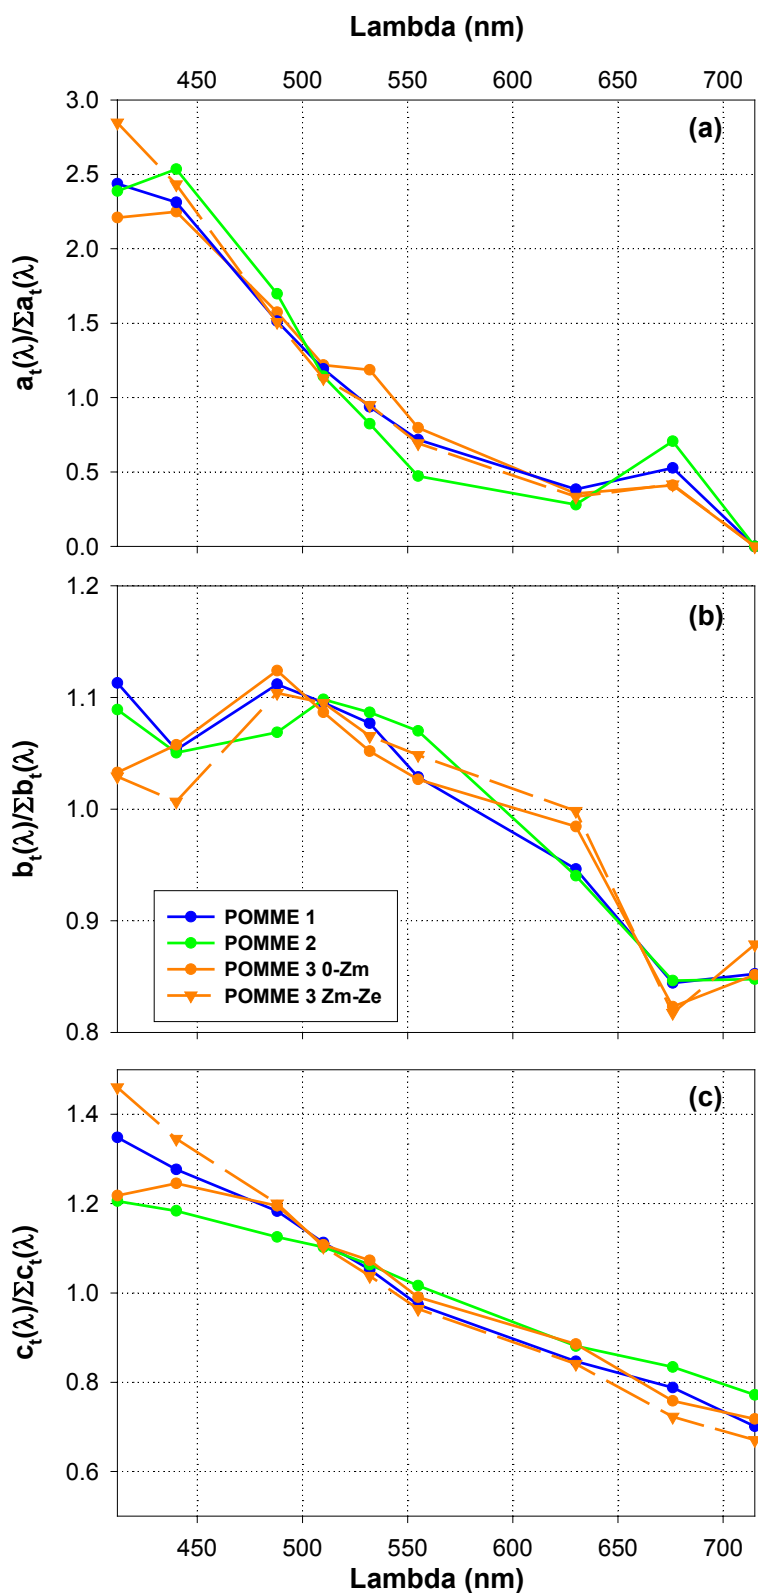 Lambda (nm)
450 500 550 600 650 700
3.0
(a)
2.5
2.0
1.5
1.0
0.5
0.0
aₜ(λ)/Σaₜ(λ)
1.2
(b)
1.1
1.0
0.9
0.8
bₜ(λ)/Σbₜ(λ)
POMME 1
POMME 2
POMME 3 0-Zm
POMME 3 Zm-Ze
(c)
1.4
1.2
1.0
0.8
0.6
cₜ(λ)/Σcₜ(λ)
450 500 550 600 650 700
Lambda (nm)